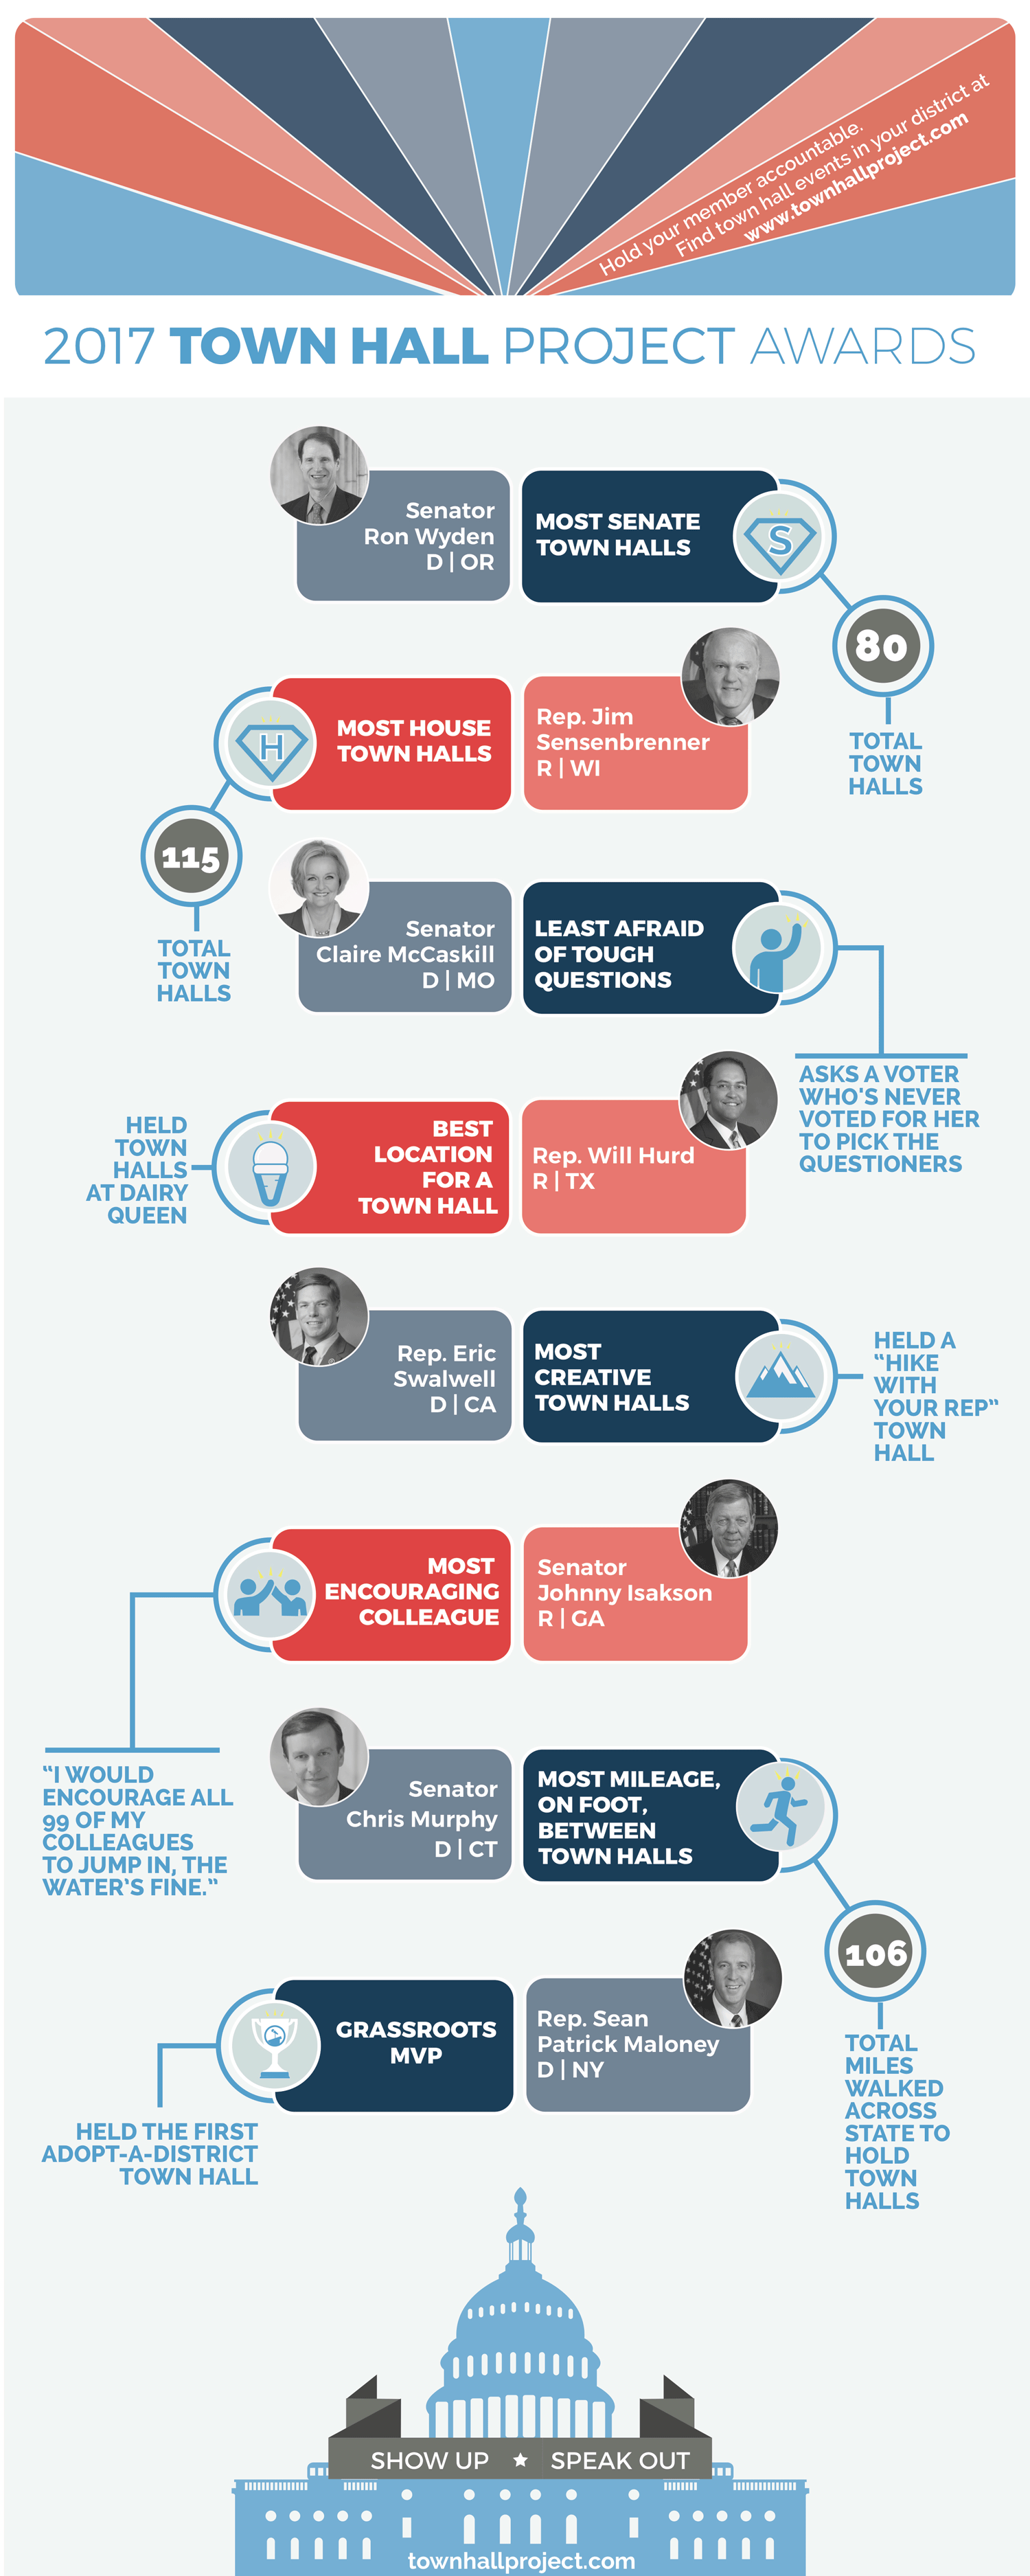 Hold your member accountable.
Find town hall events in your district at
www.townhallproject.com
2017 TOWN HALL PROJECT AWARDS
Senator
Ron Wyden
D | OR
MOST SENATE
TOWN HALLS
S
80
TOTAL
TOWN
HALLS
H
MOST HOUSE
TOWN HALLS
Rep. Jim
Sensenbrenner
R | WI
115
TOTAL
TOWN
HALLS
Senator
Claire McCaskill
D | MO
LEAST AFRAID
OF TOUGH
QUESTIONS
ASKS A VOTER
WHO'S NEVER
VOTED FOR HER
TO PICK THE
QUESTIONERS
HELD
TOWN
HALLS
AT DAIRY
QUEEN
BEST
LOCATION
FOR A
TOWN HALL
Rep. Will Hurd
R | TX
Rep. Eric
Swalwell
D | CA
MOST
CREATIVE
TOWN HALLS
HELD A
“HIKE
WITH
YOUR REP”
TOWN
HALL
MOST
ENCOURAGING
COLLEAGUE
Senator
Johnny Isakson
R | GA
“I WOULD
ENCOURAGE ALL
99 OF MY
COLLEAGUES
TO JUMP IN, THE
WATER’S FINE.”
Senator
Chris Murphy
D | CT
MOST MILEAGE,
ON FOOT,
BETWEEN
TOWN HALLS
106
TOTAL
MILES
WALKED
ACROSS
STATE TO
HOLD
TOWN
HALLS
GRASSROOTS
MVP
Rep. Sean
Patrick Maloney
D | NY
HELD THE FIRST
ADOPT-A-DISTRICT
TOWN HALL
SHOW UP ★ SPEAK OUT
townhallproject.com